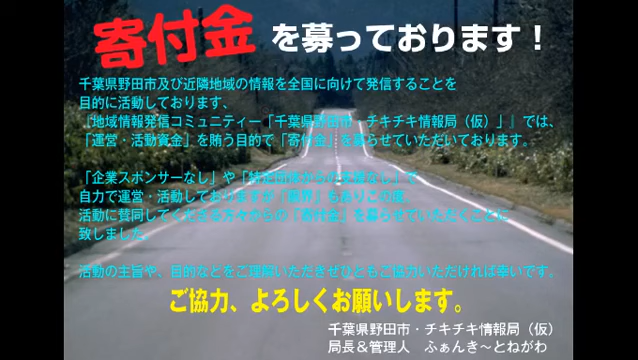 寄付金 を募っております！
千葉県野田市及び近隣地域の情報を全国に向けて発信することを
目的に活動しております、
『地域情報発信コミュニティー「千葉県野田市・チキチキ情報局（仮）」』では、
「運営・活動資金」を賄う目的で「寄付金」を募らせていただいております。
「企業スポンサーなし」や「特定団体からの支援なし」で
自力で運営・活動しておりますが「限界」もありこの度、
活動に賛同してくださる方々からの「寄付金」を募らせていただくことに
致しました。
活動の主旨や、目的などをご理解いただきぜひともご協力いただければ幸いです。
ご協力、よろしくお願いします。
千葉県野田市・チキチキ情報局（仮）
局長＆管理人　ふぁんき～とねがわ